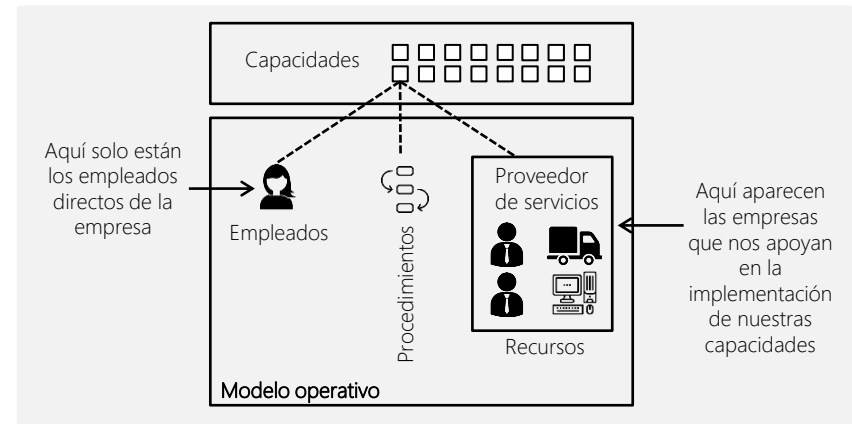 Capacidades
Aquí solo están
los empleados
directos de la
empresa
Empleados
Procedimientos
Proveedor
de servicios
Recursos
Aquí aparecen
las empresas
que nos apoyan
en la
implementación
de nuestras
capacidades
Modelo operativo